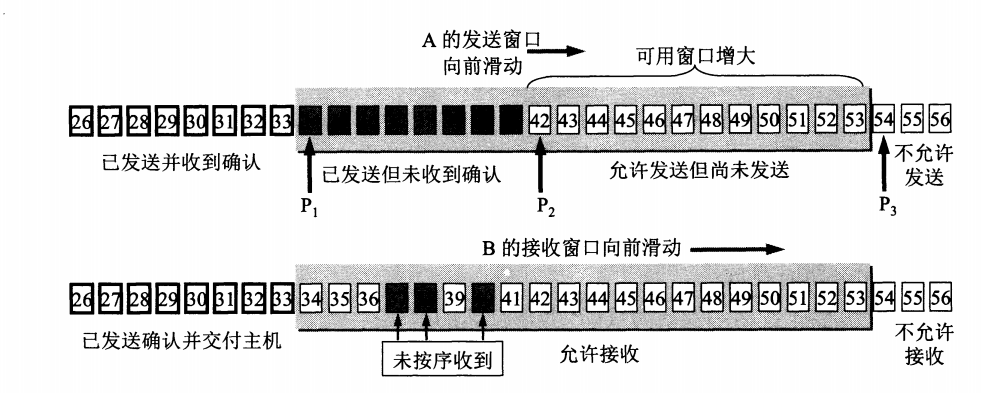 A 的发送窗口
向前滑动
可用窗口增大
26 27 28 29 30 31 32 33 42 43 44 45 46 47 48 49 50 51 52 53 54 55 56
已发送并收到确认
已发送但未收到确认
允许发送但尚未发送
不允许
发送
P1
P2
P3
B 的接收窗口向前滑动
26 27 28 29 30 31 32 33 34 35 36 39 41 42 43 44 45 46 47 48 49 50 51 52 53 54 55 56
已发送确认并交付主机
未按序收到
允许接收
不允许
接收